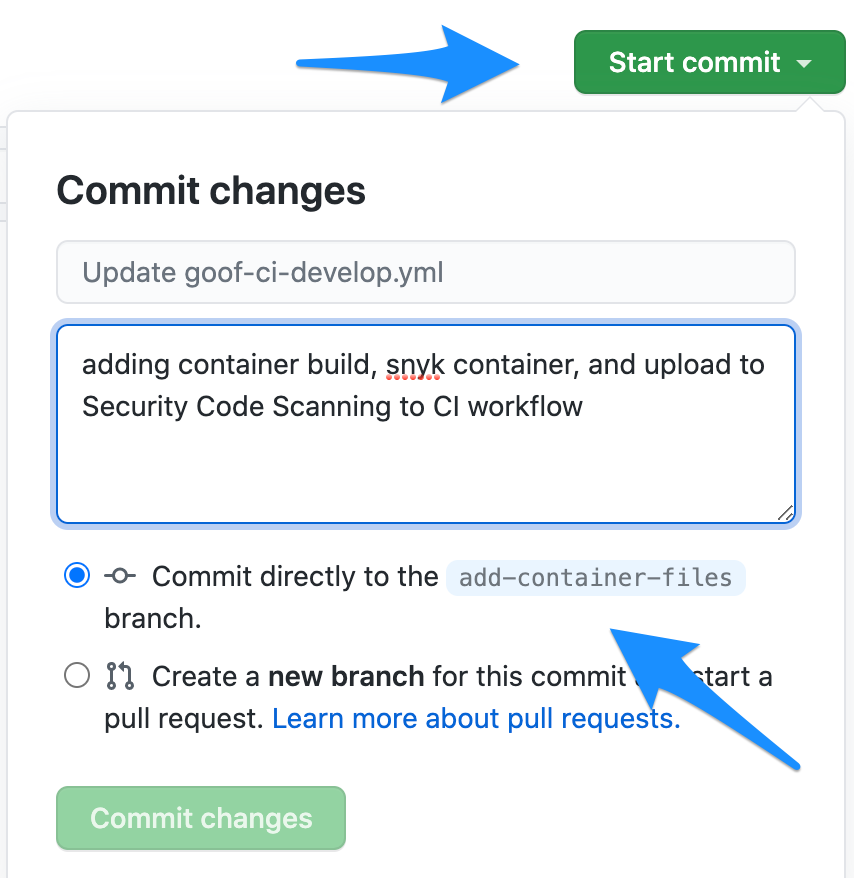 Start commit
Commit changes
Update goof-ci-develop.yml
adding container build, snyk container, and upload to
Security Code Scanning to CI workflow
Commit directly to the add-container-files
branch.
Create a new branch for this commit start a
pull request. Learn more about pull requests.
Commit changes